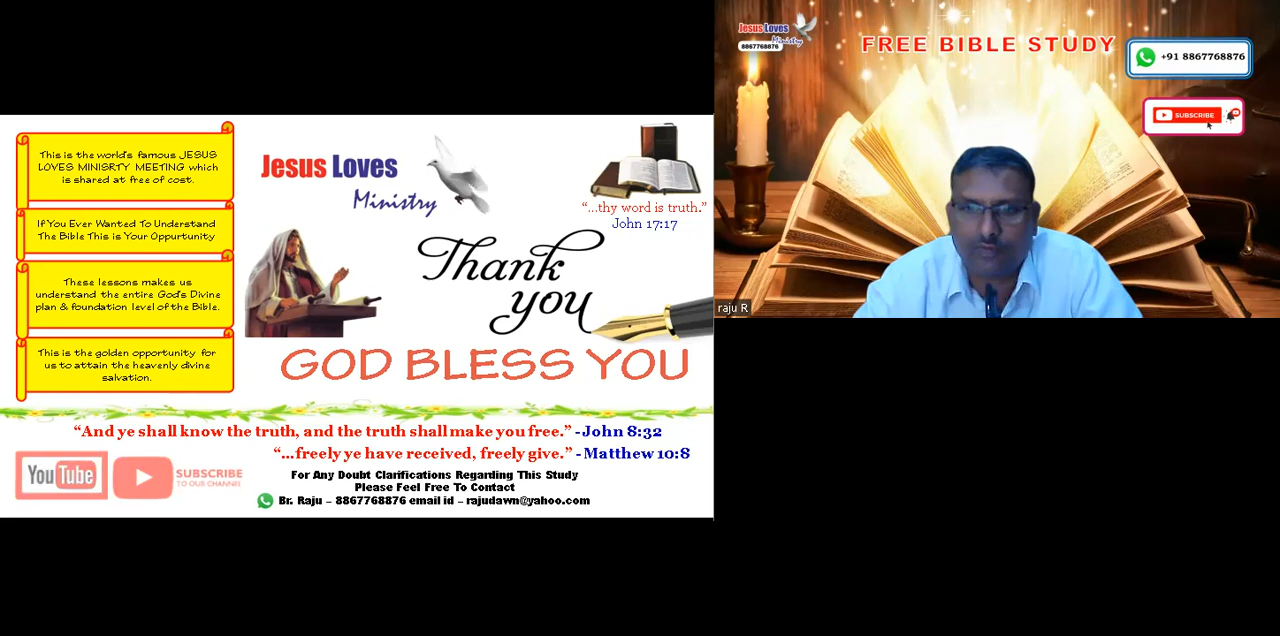 This is the world's famous JESUS
LOVES MINISRTY MEETING which
is shared at free of cost.
If You Ever Wanted To Understand
The Bible This is Your Oppurtunity
These lessons makes us
understand the entire God's Divine
plan & foundation level of the Bible.
This is the golden opportunity for
us to attain the heavenly divine
salvation.
Jesus Loves
Ministry
"...thy word is truth."
John 17:17
Thank
you
GOD BLESS YOU
"And ye shall know the truth, and the truth shall make you free." - John 8:32
"...freely ye have received, freely give." - Matthew 10:8
You Tube
SUBSCRIBE
TO OUR CHANNEL
For Any Doubt Clarifications Regarding This Study
Please Feel Free To Contact
Br. Raju - 8867768876 email id - rajudawn@yahoo.com
Jesus Loves
Ministry
8867768876
FREE BIBLE STUDY
+91 8867768876
SUBSCRIBE
raju R